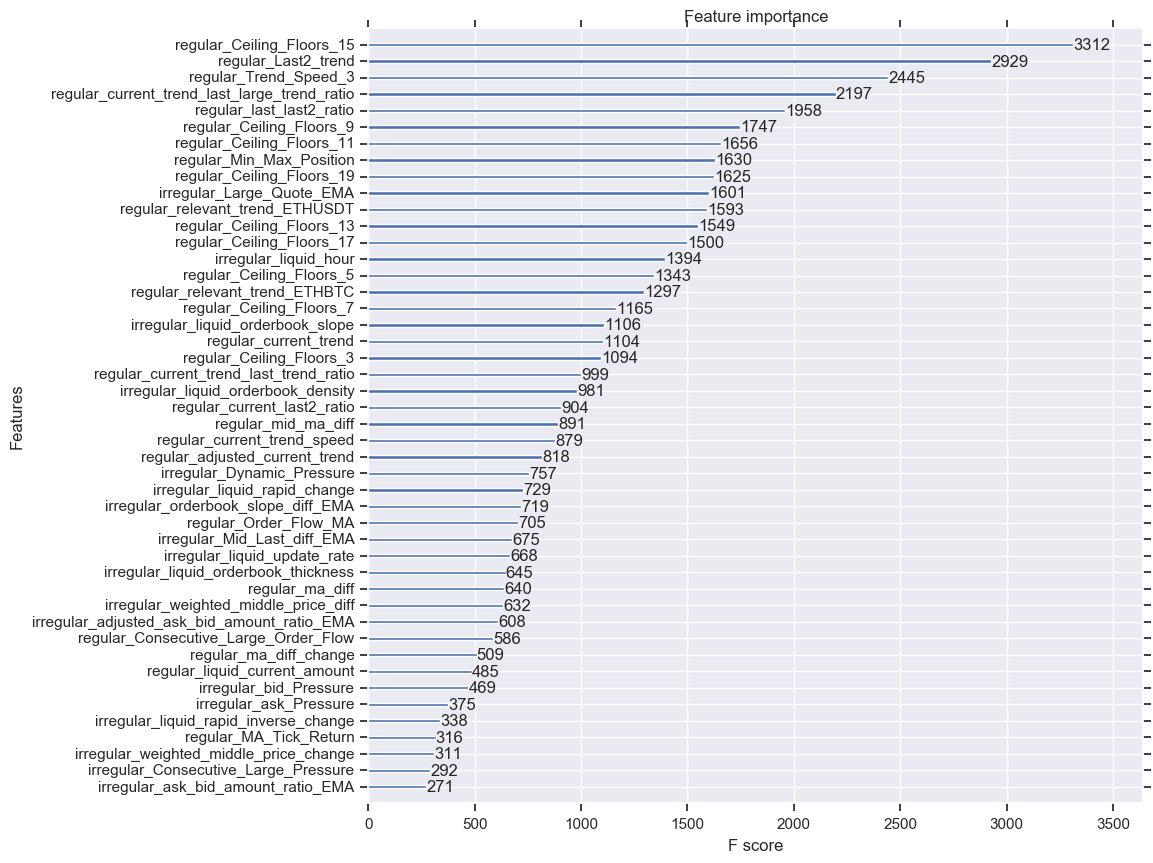 Feature importance
regular_Ceiling_Floors_15 3312
regular_Last2_trend 2929
regular_Trend_Speed_3 2445
regular_current_trend_last_large_trend_ratio 2197
regular_last_last2_ratio 1958
regular_Ceiling_Floors_9 1747
regular_Ceiling_Floors_11 1656
regular_Min_Max_Position 1630
regular_Ceiling_Floors_19 1625
irregular_Large_Quote_EMA 1601
regular_relevant_trend_ETHUSDT 1593
regular_Ceiling_Floors_13 1549
regular_Ceiling_Floors_17 1500
irregular_liquid_hour 1394
regular_Ceiling_Floors_5 1343
regular_relevant_trend_ETHBTC 1297
regular_Ceiling_Floors_7 1165
irregular_liquid_orderbook_slope 1106
regular_current_trend 1104
regular_Ceiling_Floors_3 1094
regular_current_trend_last_trend_ratio 999
irregular_liquid_orderbook_density 981
regular_current_last2_ratio 904
regular_mid_ma_diff 891
regular_current_trend_speed 879
regular_adjusted_current_trend 818
irregular_Dynamic_Pressure 757
irregular_liquid_rapid_change 729
irregular_orderbook_slope_diff_EMA 719
regular_Order_Flow_MA 705
irregular_Mid_Last_diff_EMA 675
irregular_liquid_update_rate 668
irregular_liquid_orderbook_thickness 645
regular_ma_diff 640
irregular_weighted_middle_price_diff 632
irregular_adjusted_ask_bid_amount_ratio_EMA 608
regular_Consecutive_Large_Order_Flow 586
regular_ma_diff_change 509
regular_liquid_current_amount 485
irregular_bid_Pressure 469
irregular_ask_Pressure 375
irregular_liquid_rapid_inverse_change 338
regular_MA_Tick_Return 316
irregular_weighted_middle_price_change 311
irregular_Consecutive_Large_Pressure 292
irregular_ask_bid_amount_ratio_EMA 271
Features
0 500 1000 1500 2000 2500 3000 3500
F score